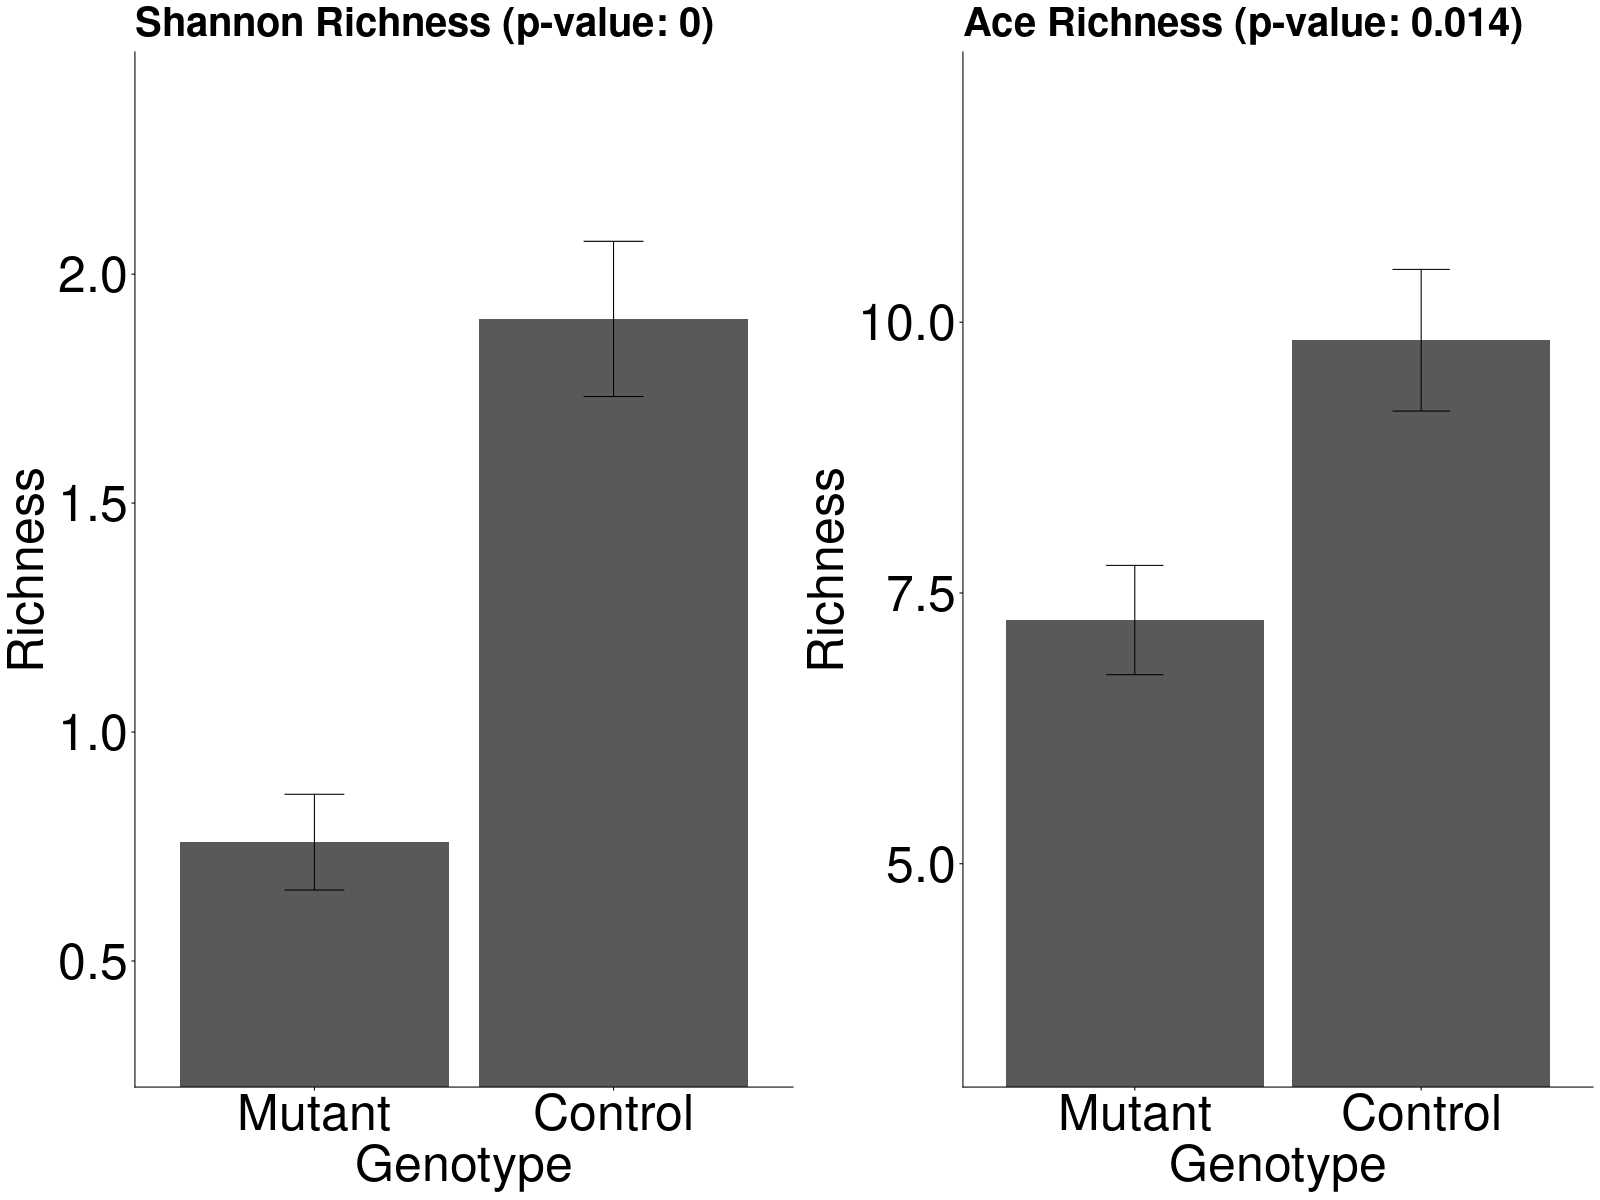 Shannon Richness (p-value: 0)
Richness
2.0
1.5
1.0
0.5
Mutant
Control
Genotype
Ace Richness (p-value: 0.014)
Richness
10.0
7.5
5.0
Mutant
Control
Genotype